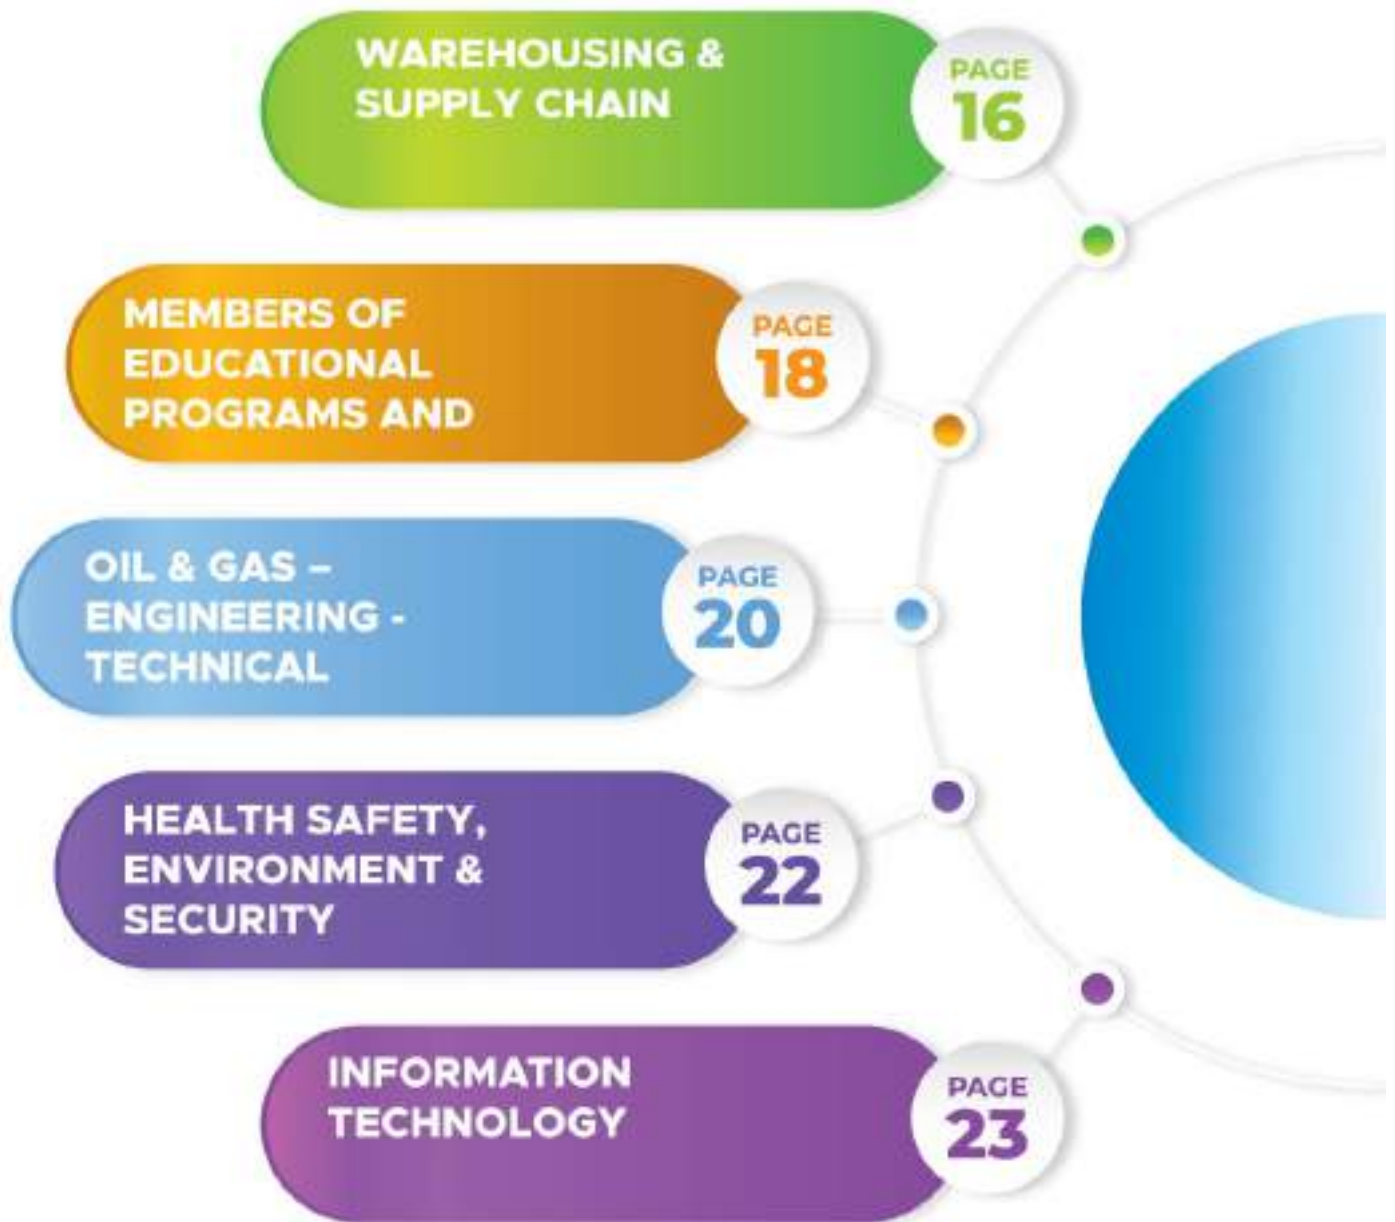 WAREHOUSING &
SUPPLY CHAIN
PAGE
16
MEMBERS OF
EDUCATIONAL
PROGRAMS AND
PAGE
18
OIL & GAS –
ENGINEERING -
TECHNICAL
PAGE
20
HEALTH SAFETY,
ENVIRONMENT &
SECURITY
PAGE
22
INFORMATION
TECHNOLOGY
PAGE
23